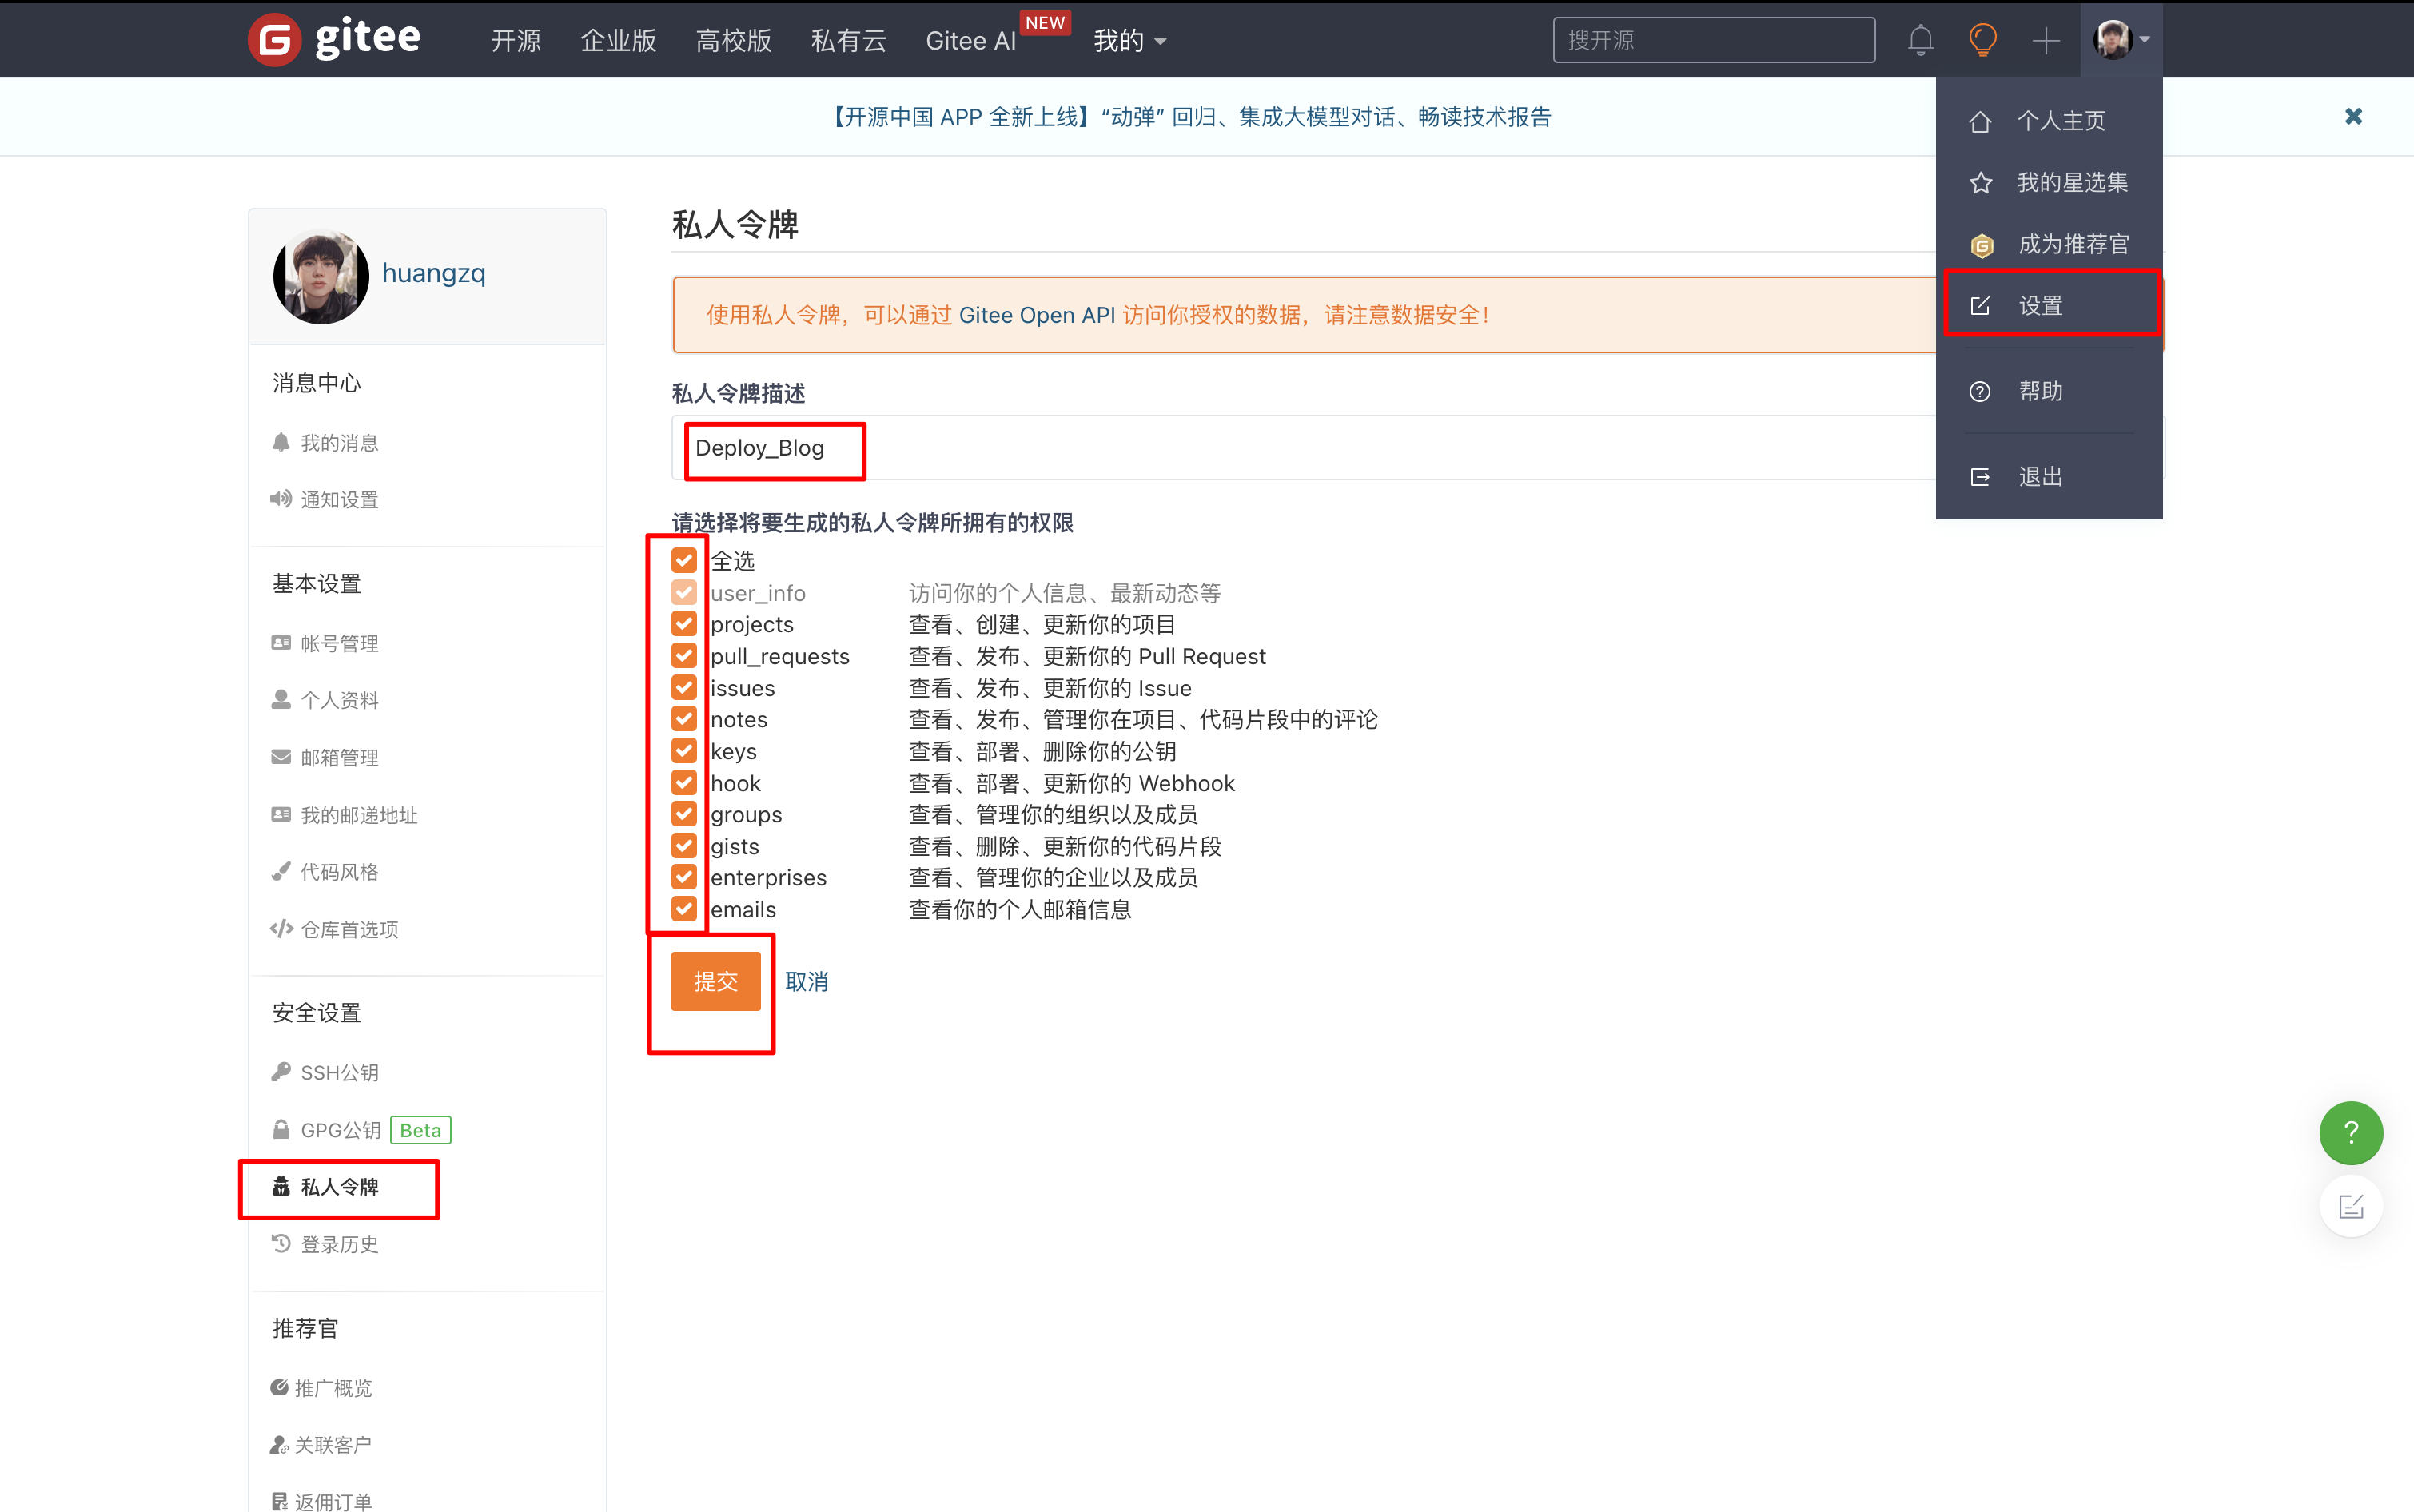 gitee 开源 企业版 高校版 私有云 Gitee AI NEW 我的 搜开源
【开源中国 APP 全新上线】“动弹” 回归、集成大模型对话、畅读技术报告
个人主页
我的星选集
成为推荐官
设置
帮助
退出
huangzq
消息中心
我的消息
通知设置
基本设置
帐号管理
个人资料
邮箱管理
我的邮递地址
代码风格
仓库首选项
安全设置
SSH公钥
GPG公钥 Beta
私人令牌
登录历史
推荐官
推广概览
关联客户
返佣订单
私人令牌
使用私人令牌，可以通过 Gitee Open API 访问你授权的数据，请注意数据安全！
私人令牌描述
Deploy_Blog
请选择将要生成的私人令牌所拥有的权限
全选
user_info 访问你的个人信息、最新动态等
projects 查看、创建、更新你的项目
pull_requests 查看、发布、更新你的 Pull Request
issues 查看、发布、更新你的 Issue
notes 查看、发布、管理你在项目、代码片段中的评论
keys 查看、部署、删除你的公钥
hook 查看、部署、更新你的 Webhook
groups 查看、管理你的组织以及成员
gists 查看、删除、更新你的代码片段
enterprises 查看、管理你的企业以及成员
emails 查看你的个人邮箱信息
提交 取消
?